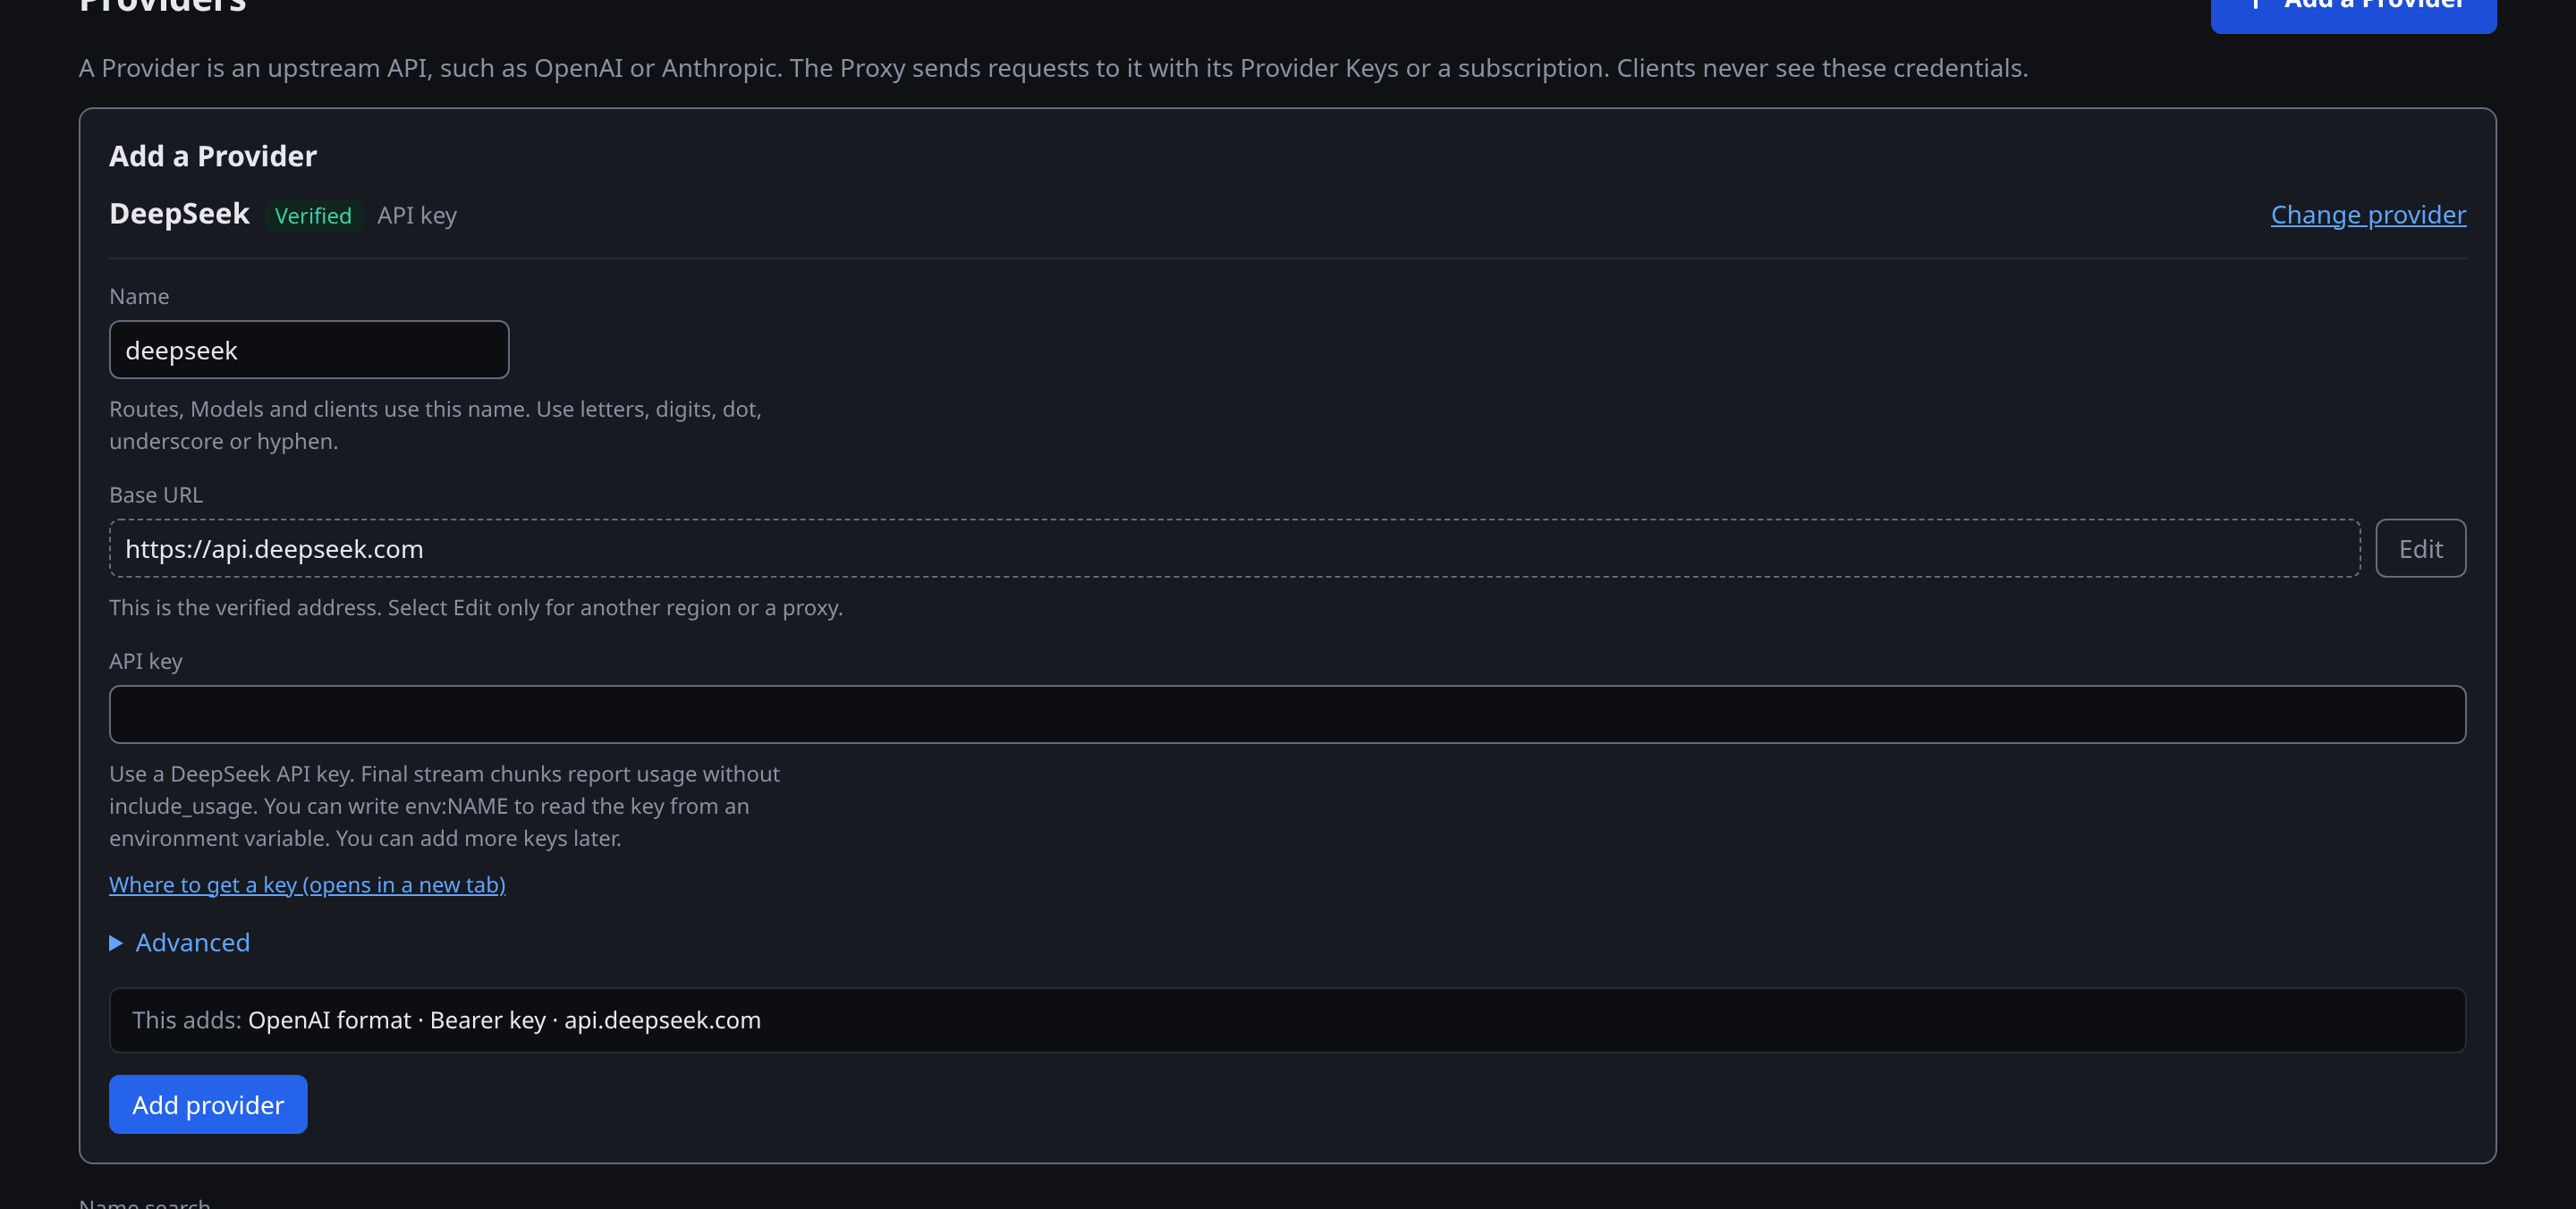 Providers
Add a Provider
A Provider is an upstream API, such as OpenAI or Anthropic. The Proxy sends requests to it with its Provider Keys or a subscription. Clients never see these credentials.
Add a Provider
DeepSeek Verified API key Change provider
Name
deepseek
Routes, Models and clients use this name. Use letters, digits, dot,
underscore or hyphen.
Base URL
https://api.deepseek.com Edit
This is the verified address. Select Edit only for another region or a proxy.
API key
Use a DeepSeek API key. Final stream chunks report usage without
include_usage. You can write env:NAME to read the key from an
environment variable. You can add more keys later.
Where to get a key (opens in a new tab)
Advanced
This adds: OpenAI format · Bearer key · api.deepseek.com
Add provider
Name search